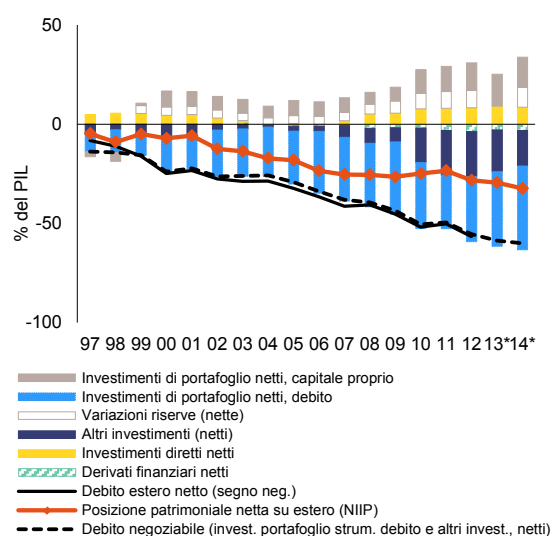 50
0
-50
-100
% del PIL
97 98 99 00 01 02 03 04 05 06 07 08 09 10 11 12 13* 14*
Investimenti di portafoglio netti, capitale proprio
Investimenti di portafoglio netti, debito
Variazioni riserve (nette)
Altri investimenti (netti)
Investimenti diretti netti
Derivati finanziari netti
Debito estero netto (segno neg.)
Posizione patrimoniale netta su estero (NIIP)
Debito negoziabile (invest. portafoglio strum. debito e altri invest., netti)